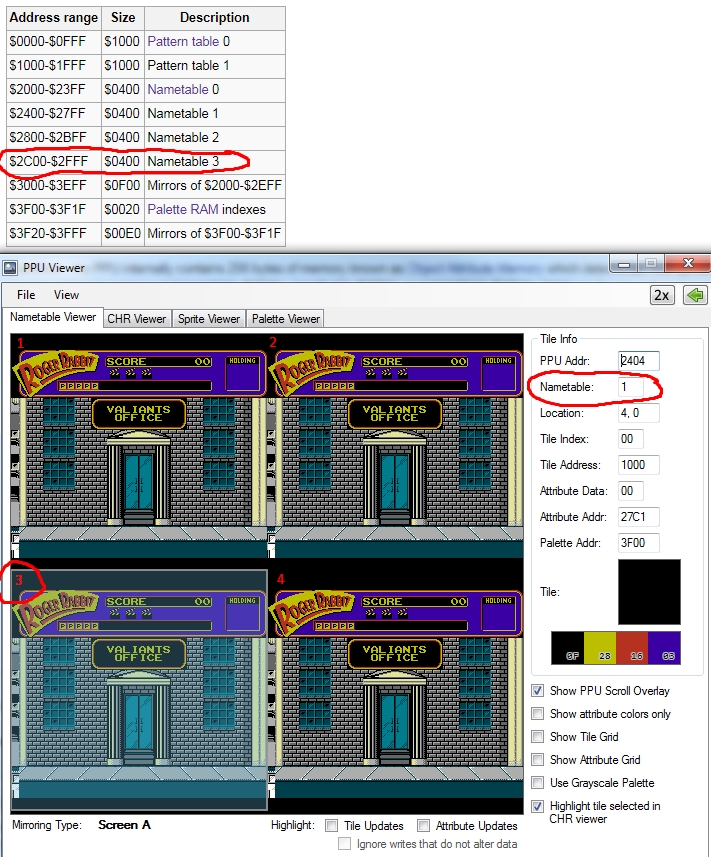 Address range Size Description
$0000-$0FFF $1000 Pattern table 0
$1000-$1FFF $1000 Pattern table 1
$2000-$23FF $0400 Nametable 0
$2400-$27FF $0400 Nametable 1
$2800-$2BFF $0400 Nametable 2
$2C00-$2FFF $0400 Nametable 3
$3000-$3EFF $0F00 Mirrors of $2000-$2EFF
$3F00-$3F1F $0020 Palette RAM indexes
$3F20-$3FFF $00E0 Mirrors of $3F00-$3F1F
PPU Viewer
File View
2x
Nametable Viewer CHR Viewer Sprite Viewer Palette Viewer
1
ROGER RABBIT
SCORE 00
HOLDING
VALIANTS
OFFICE
2
ROGER RABBIT
SCORE 00
HOLDING
VALIANTS
OFFICE
3
ROGER RABBIT
SCORE 00
HOLDING
VALIANTS
OFFICE
4
ROGER RABBIT
SCORE 00
HOLDING
VALIANTS
OFFICE
Tile Info
PPU Addr: 2404
Nametable: 1
Location: 4, 0
Tile Index: 00
Tile Address: 1000
Attribute Data: 00
Attribute Addr: 27C1
Palette Addr: 3F00
Tile:
0F 28 16 03
Show PPU Scroll Overlay
Show attribute colors only
Show Tile Grid
Show Attribute Grid
Use Grayscale Palette
Highlight tile selected in
CHR viewer
Mirroring Type: Screen A
Highlight: Tile Updates Attribute Updates
Ignore writes that do not alter data